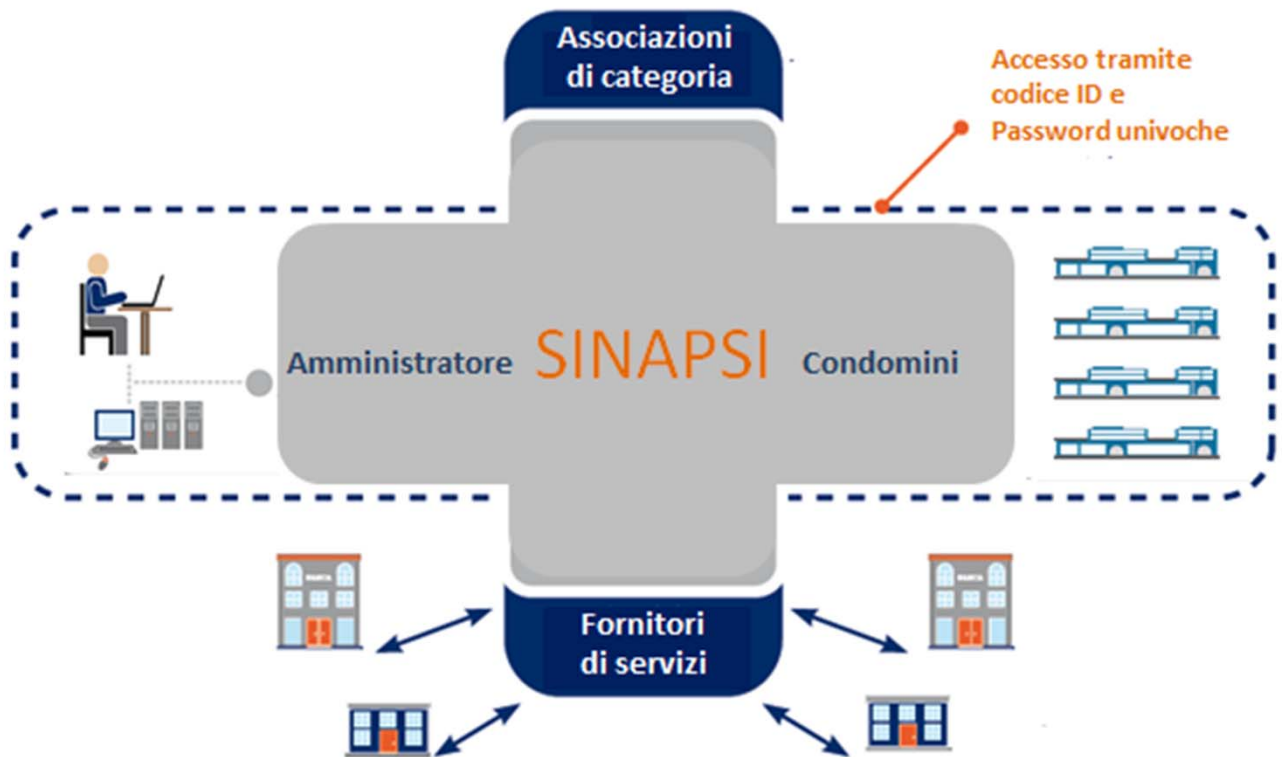 Associazioni
di categoria
Accesso tramite
codice ID e
Password univoche
Amministratore
SINAPSI
Condomini
Fornitori
di servizi